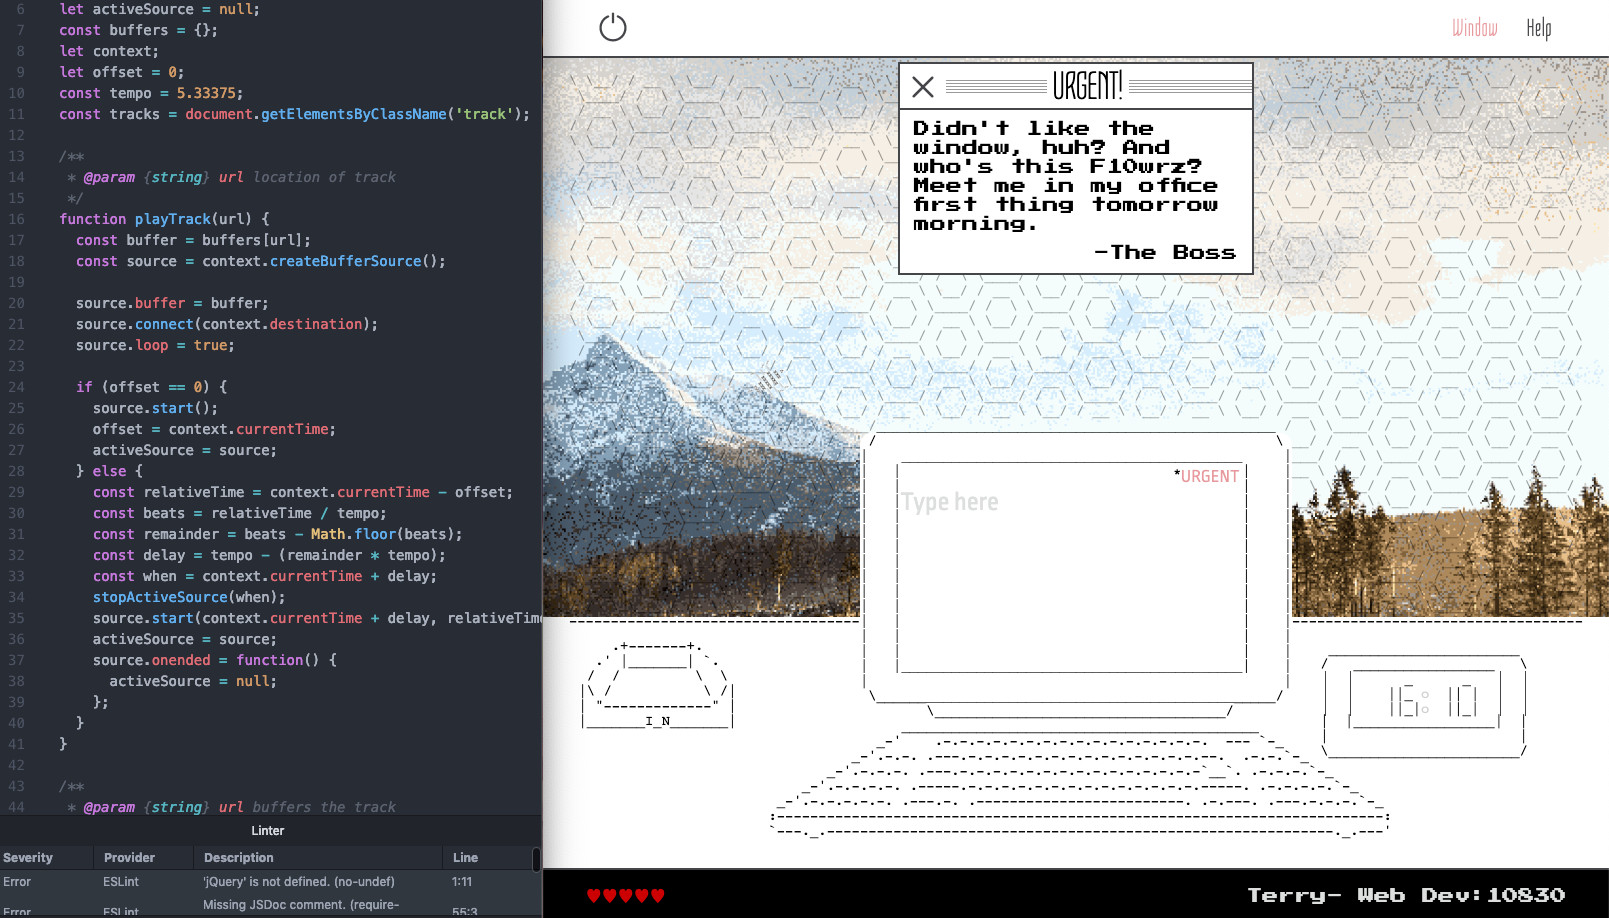 6 let activeSource = null;
7 const buffers = {};
8 let context;
9 let offset = 0;
10 const tempo = 5.33375;
11 const tracks = document.getElementsByClassName('track');
12
13 /**
14 * @param {string} url location of track
15 */
16 function playTrack(url) {
17 const buffer = buffers[url];
18 const source = context.createBufferSource();
19
20 source.buffer = buffer;
21 source.connect(context.destination);
22 source.loop = true;
23
24 if (offset == 0) {
25 source.start();
26 offset = context.currentTime;
27 activeSource = source;
28 } else {
29 const relativeTime = context.currentTime - offset;
30 const beats = relativeTime / tempo;
31 const remainder = beats - Math.floor(beats);
32 const delay = tempo - (remainder * tempo);
33 const when = context.currentTime + delay;
34 stopActiveSource(when);
35 source.start(context.currentTime + delay, relativeTim
36 activeSource = source;
37 source.onended = function() {
38 activeSource = null;
39 };
40 }
41 }
42
43 /**
44 * @param {string} url buffers the track
Linter
Severity Provider Description Line
Error ESLint 'jQuery' is not defined. (no-undef) 1:11
Error ESLint Missing JSDoc comment. (require- 55:3
Window Help
URGENT!
Didn't like the
window, huh? And
who's this F10wrz?
Meet me in my office
first thing tomorrow
morning.
-The Boss
*URGENT
Type here
I_N
Terry- Web Dev:10830